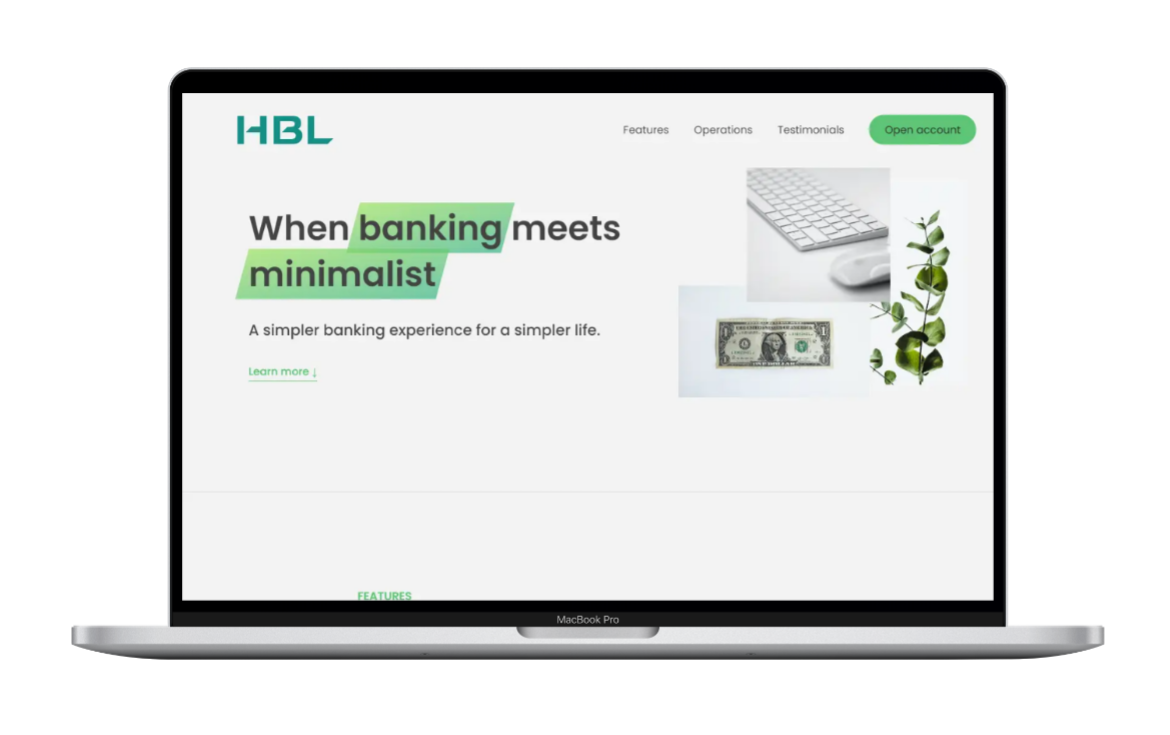 HBL
Features
Operations
Testimonials
Open account
When banking meets
minimalist
A simpler banking experience for a simpler life.
Learn more ↓
FEATURES
MacBook Pro